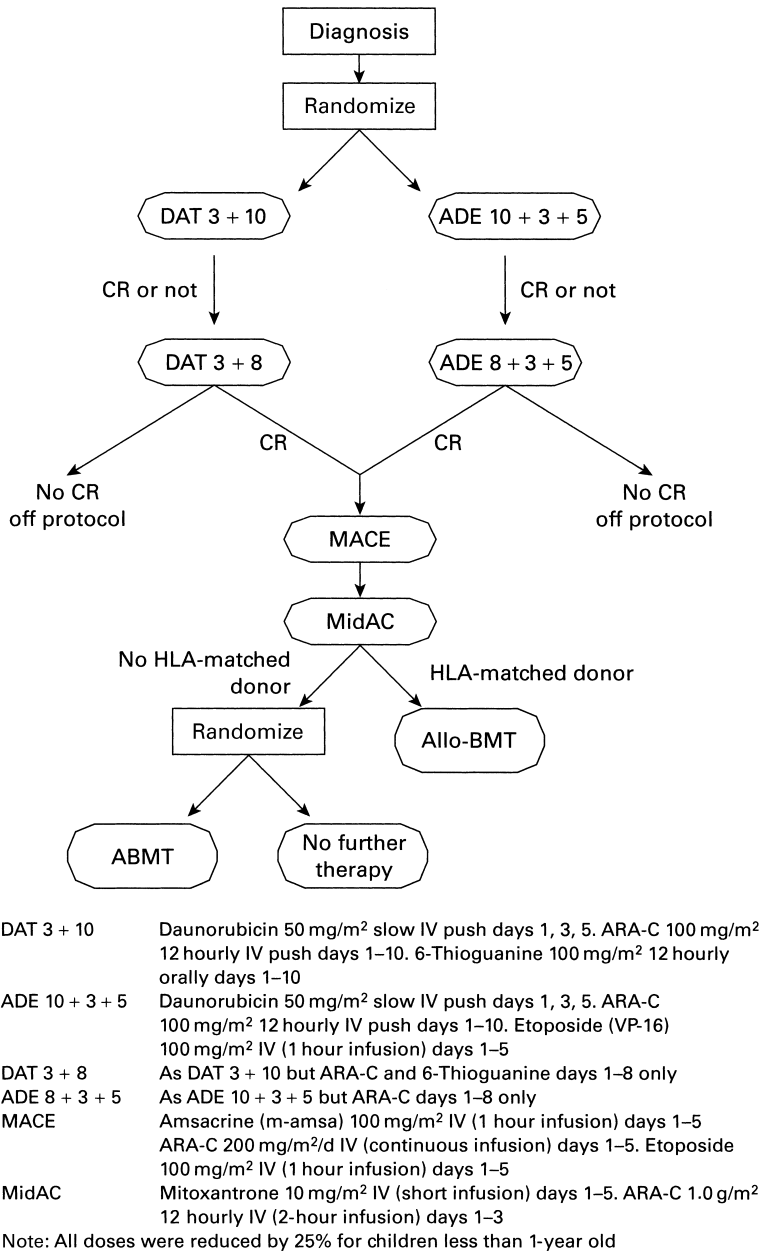 Diagnosis
Randomize
DAT 3 + 10
ADE 10 + 3 + 5
CR or not
CR or not
DAT 3 + 8
ADE 8 + 3 + 5
CR
CR
No CR
off protocol
No CR
off protocol
MACE
MidAC
No HLA-matched
donor
HLA-matched donor
Randomize
Allo-BMT
ABMT
No further
therapy
DAT 3 + 10 Daunorubicin 50 mg/m² slow IV push days 1, 3, 5. ARA-C 100 mg/m²
12 hourly IV push days 1–10. 6-Thioguanine 100 mg/m² 12 hourly
orally days 1–10
ADE 10 + 3 + 5 Daunorubicin 50 mg/m² slow IV push days 1, 3, 5. ARA-C
100 mg/m² 12 hourly IV push days 1–10. Etoposide (VP-16)
100 mg/m² IV (1 hour infusion) days 1–5
DAT 3 + 8 As DAT 3 + 10 but ARA-C and 6-Thioguanine days 1–8 only
ADE 8 + 3 + 5 As ADE 10 + 3 + 5 but ARA-C days 1–8 only
MACE Amsacrine (m-amsa) 100 mg/m² IV (1 hour infusion) days 1–5
ARA-C 200 mg/m²/d IV (continuous infusion) days 1–5. Etoposide
100 mg/m² IV (1 hour infusion) days 1–5
MidAC Mitoxantrone 10 mg/m² IV (short infusion) days 1–5. ARA-C 1.0 g/m²
12 hourly IV (2-hour infusion) days 1–3
Note: All doses were reduced by 25% for children less than 1-year old